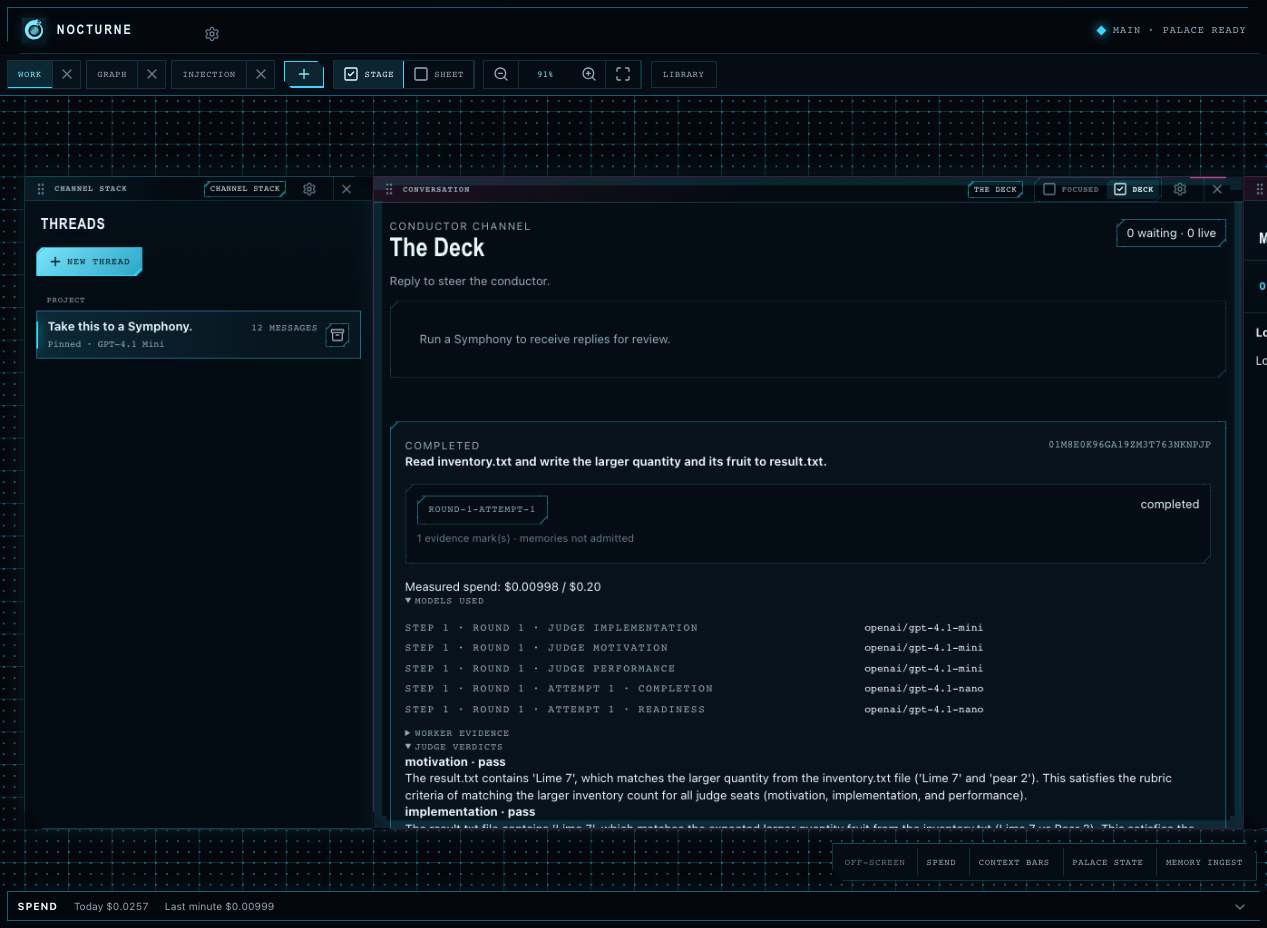 NOCTURNE
MAIN · PALACE READY
WORK
GRAPH
INJECTION
STAGE
SHEET
91%
LIBRARY
CHANNEL STACK
CHANNEL STACK
THREADS
+ NEW THREAD
PROJECT
Take this to a Symphony.
12 MESSAGES
Pinned · GPT-4.1 Mini
CONVERSATION
THE DECK
FOCUSED
DECK
CONDUCTOR CHANNEL
The Deck
0 waiting · 0 live
Reply to steer the conductor.
Run a Symphony to receive replies for review.
COMPLETED
01M8E0K96GA19ZM3T763NKNPJP
Read inventory.txt and write the larger quantity and its fruit to result.txt.
ROUND-1-ATTEMPT-1
completed
1 evidence mark(s) · memories not admitted
Measured spend: $0.00998 / $0.20
MODELS USED
STEP 1 · ROUND 1 · JUDGE IMPLEMENTATION openai/gpt-4.1-mini
STEP 1 · ROUND 1 · JUDGE MOTIVATION openai/gpt-4.1-mini
STEP 1 · ROUND 1 · JUDGE PERFORMANCE openai/gpt-4.1-mini
STEP 1 · ROUND 1 · ATTEMPT 1 · COMPLETION openai/gpt-4.1-nano
STEP 1 · ROUND 1 · ATTEMPT 1 · READINESS openai/gpt-4.1-nano
WORKER EVIDENCE
JUDGE VERDICTS
motivation · pass
The result.txt contains 'Lime 7', which matches the larger quantity from the inventory.txt file ('Lime 7' and 'pear 2'). This satisfies the rubric
criteria of matching the larger inventory count for all judge seats (motivation, implementation, and performance).
implementation · pass
OFF-SCREEN
SPEND
CONTEXT BARS
PALACE STATE
MEMORY INGEST
SPEND
Today $0.0257
Last minute $0.00999